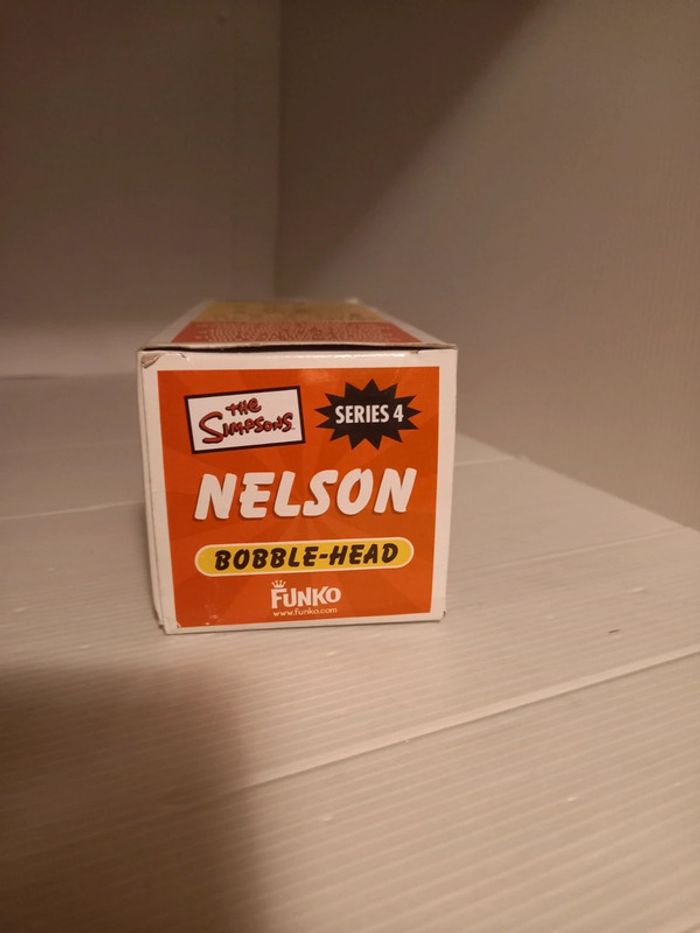 THE
SIMPSONS
SERIES 4
NELSON
BOBBLE-HEAD
FUNKO
www.funko.com